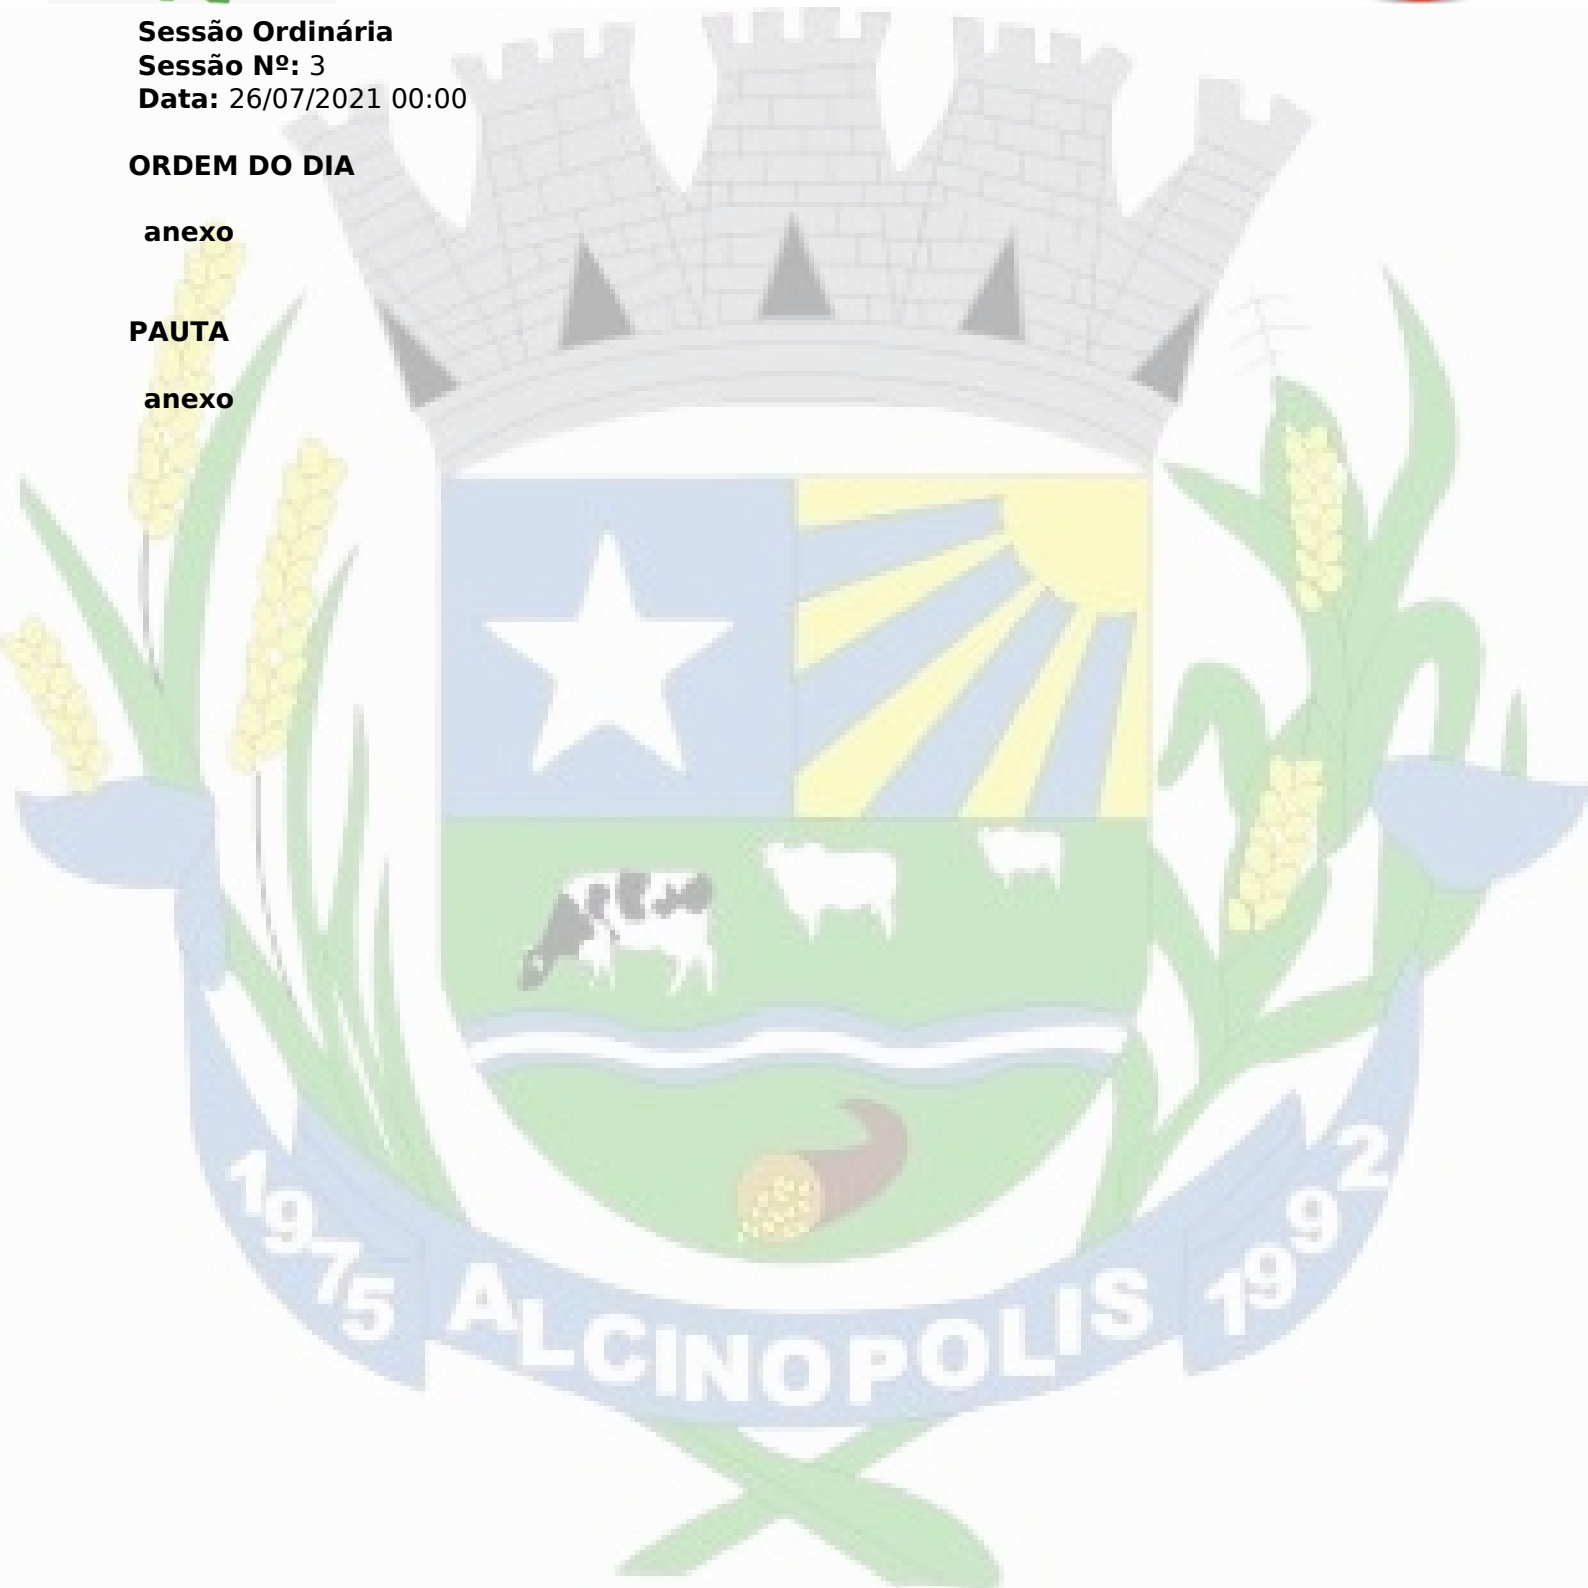 Sessão Ordinária
Sessão Nº: 3
Data: 26/07/2021 00:00
ORDEM DO DIA
anexo
PAUTA
anexo
1975 ALCINOPOLIS 1992